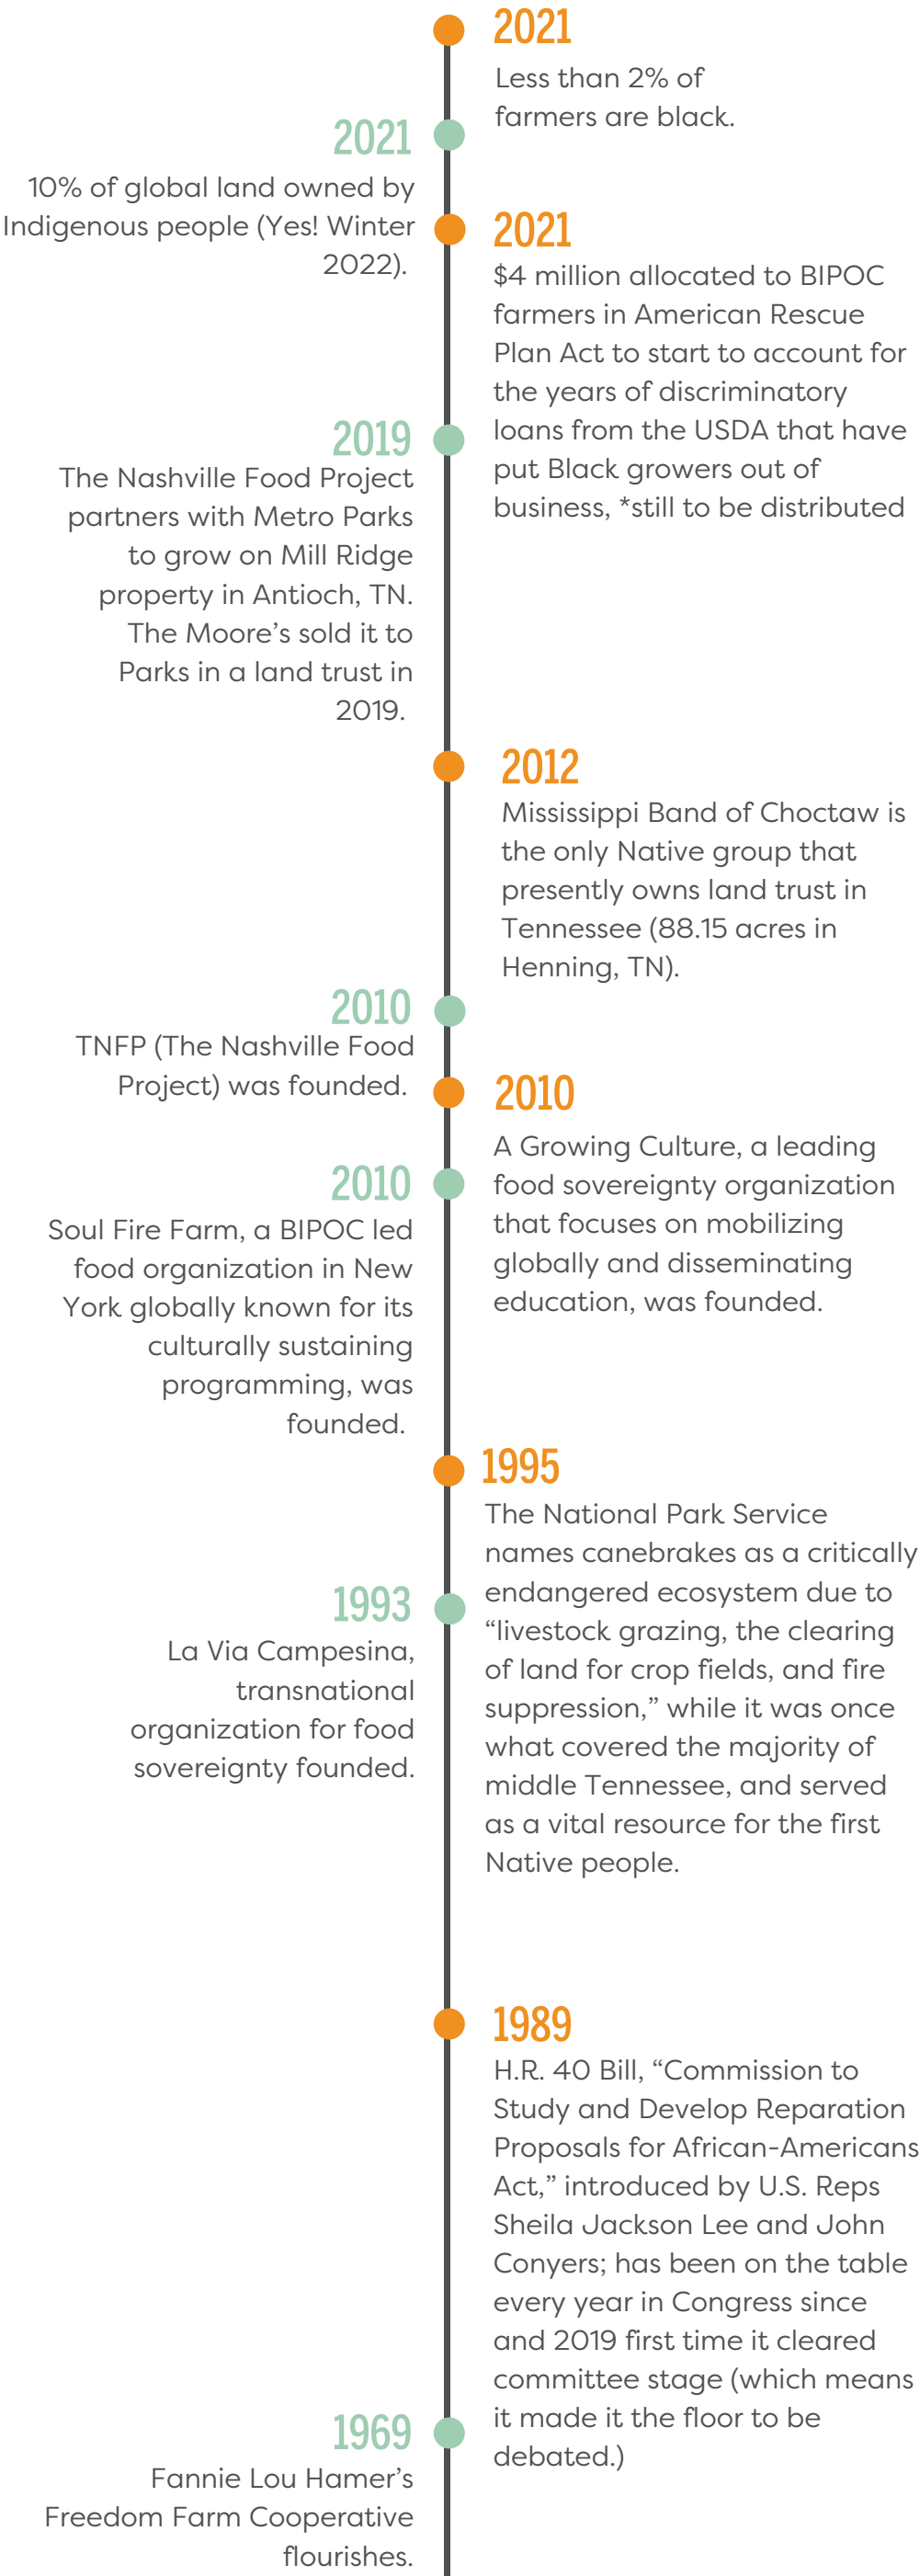 2021
Less than 2% of
farmers are black.
2021
10% of global land owned by
Indigenous people (Yes! Winter
2022).
2021
$4 million allocated to BIPOC
farmers in American Rescue
Plan Act to start to account for
the years of discriminatory
loans from the USDA that have
put Black growers out of
business, *still to be distributed
2019
The Nashville Food Project
partners with Metro Parks
to grow on Mill Ridge
property in Antioch, TN.
The Moore’s sold it to
Parks in a land trust in
2019.
2012
Mississippi Band of Choctaw is
the only Native group that
presently owns land trust in
Tennessee (88.15 acres in
Henning, TN).
2010
TNFP (The Nashville Food
Project) was founded.
2010
A Growing Culture, a leading
food sovereignty organization
that focuses on mobilizing
globally and disseminating
education, was founded.
2010
Soul Fire Farm, a BIPOC led
food organization in New
York globally known for its
culturally sustaining
programming, was
founded.
1995
The National Park Service
names canebrakes as a critically
endangered ecosystem due to
“livestock grazing, the clearing
of land for crop fields, and fire
suppression,” while it was once
what covered the majority of
middle Tennessee, and served
as a vital resource for the first
Native people.
1993
La Via Campesina,
transnational
organization for food
sovereignty founded.
1989
H.R. 40 Bill, “Commission to
Study and Develop Reparation
Proposals for African-Americans
Act,” introduced by U.S. Reps
Sheila Jackson Lee and John
Conyers; has been on the table
every year in Congress since
and 2019 first time it cleared
committee stage (which means
it made it the floor to be
debated.)
1969
Fannie Lou Hamer’s
Freedom Farm Cooperative
flourishes.